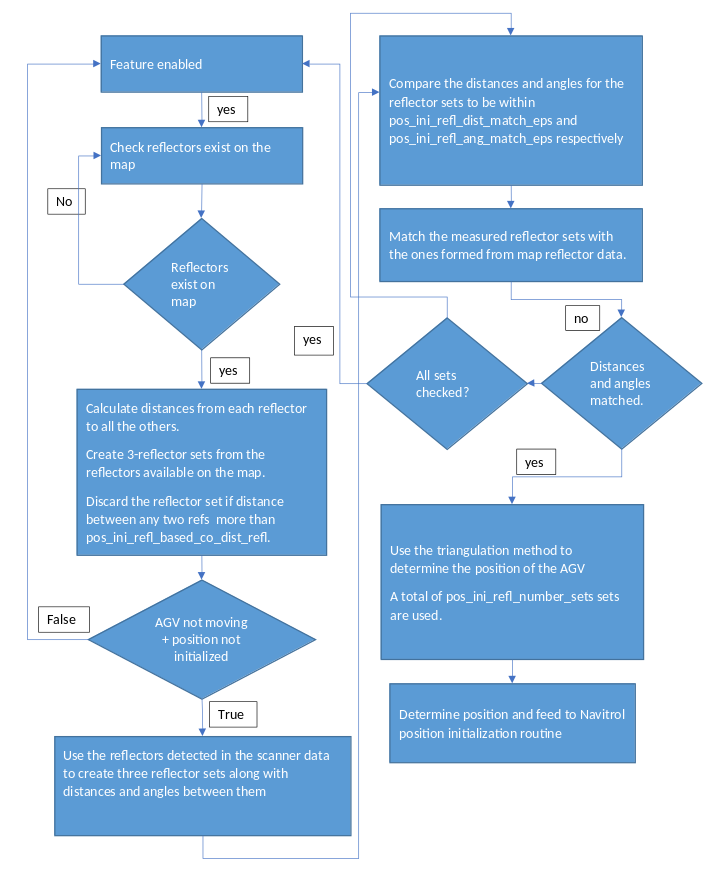 Feature enabled
yes
Check reflectors exist on the
map
No
Reflectors
exist on
map
yes
Calculate distances from each reflector
to all the others.
Create 3-reflector sets from the
reflectors available on the map.
Discard the reflector set if distance
between any two refs  more than
pos_ini_refl_based_co_dist_refl.
False
AGV not moving
+ position not
initialized
True
Use the reflectors detected in the scanner data
to create three reflector sets along with
distances and angles between them
Compare the distances and angles for the
reflector sets to be within
pos_ini_refl_dist_match_eps and
pos_ini_refl_ang_match_eps respectively
Match the measured reflector sets with
the ones formed from map reflector data.
no
Distances
and angles
matched.
All sets
checked?
yes
yes
Use the triangulation method to
determine the position of the AGV
A total of pos_ini_refl_number_sets sets
are used.
Determine position and feed to Navitrol
position initialization routine